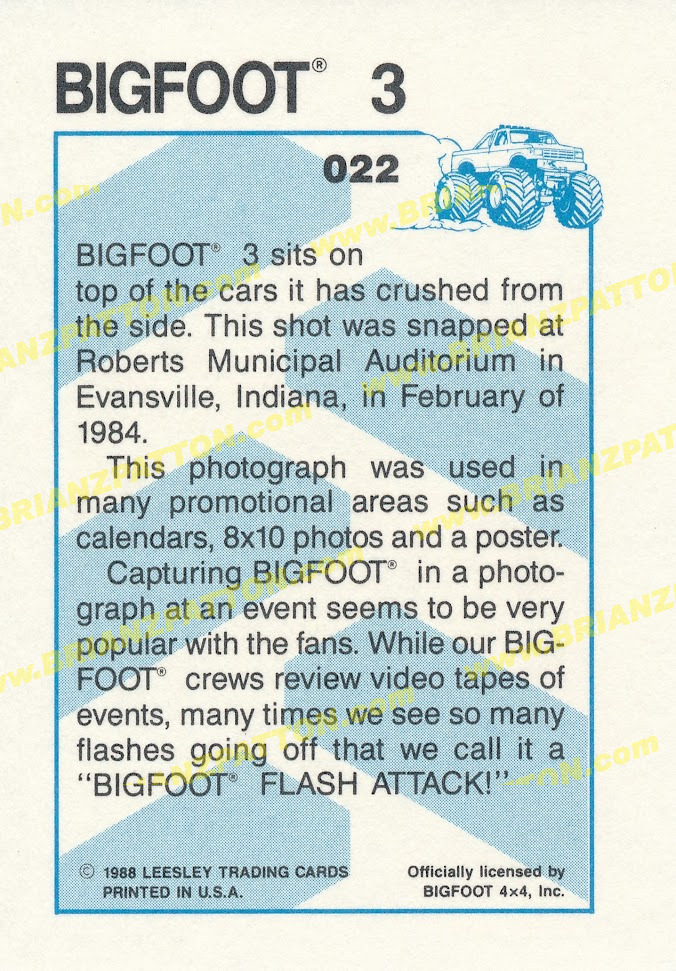 BIGFOOT® 3
022
BIGFOOT® 3 sits on
top of the cars it has crushed from
the side. This shot was snapped at
Roberts Municipal Auditorium in
Evansville, Indiana, in February of
1984.
This photograph was used in
many promotional areas such as
calendars, 8x10 photos and a poster.
Capturing BIGFOOT® in a photo-
graph at an event seems to be very
popular with the fans. While our BIG-
FOOT® crews review video tapes of
events, many times we see so many
flashes going off that we call it a
"BIGFOOT® FLASH ATTACK!"
© 1988 LEESLEY TRADING CARDS
PRINTED IN U.S.A.
Officially licensed by
BIGFOOT 4×4, Inc.
www.BRIANZPATTON.com